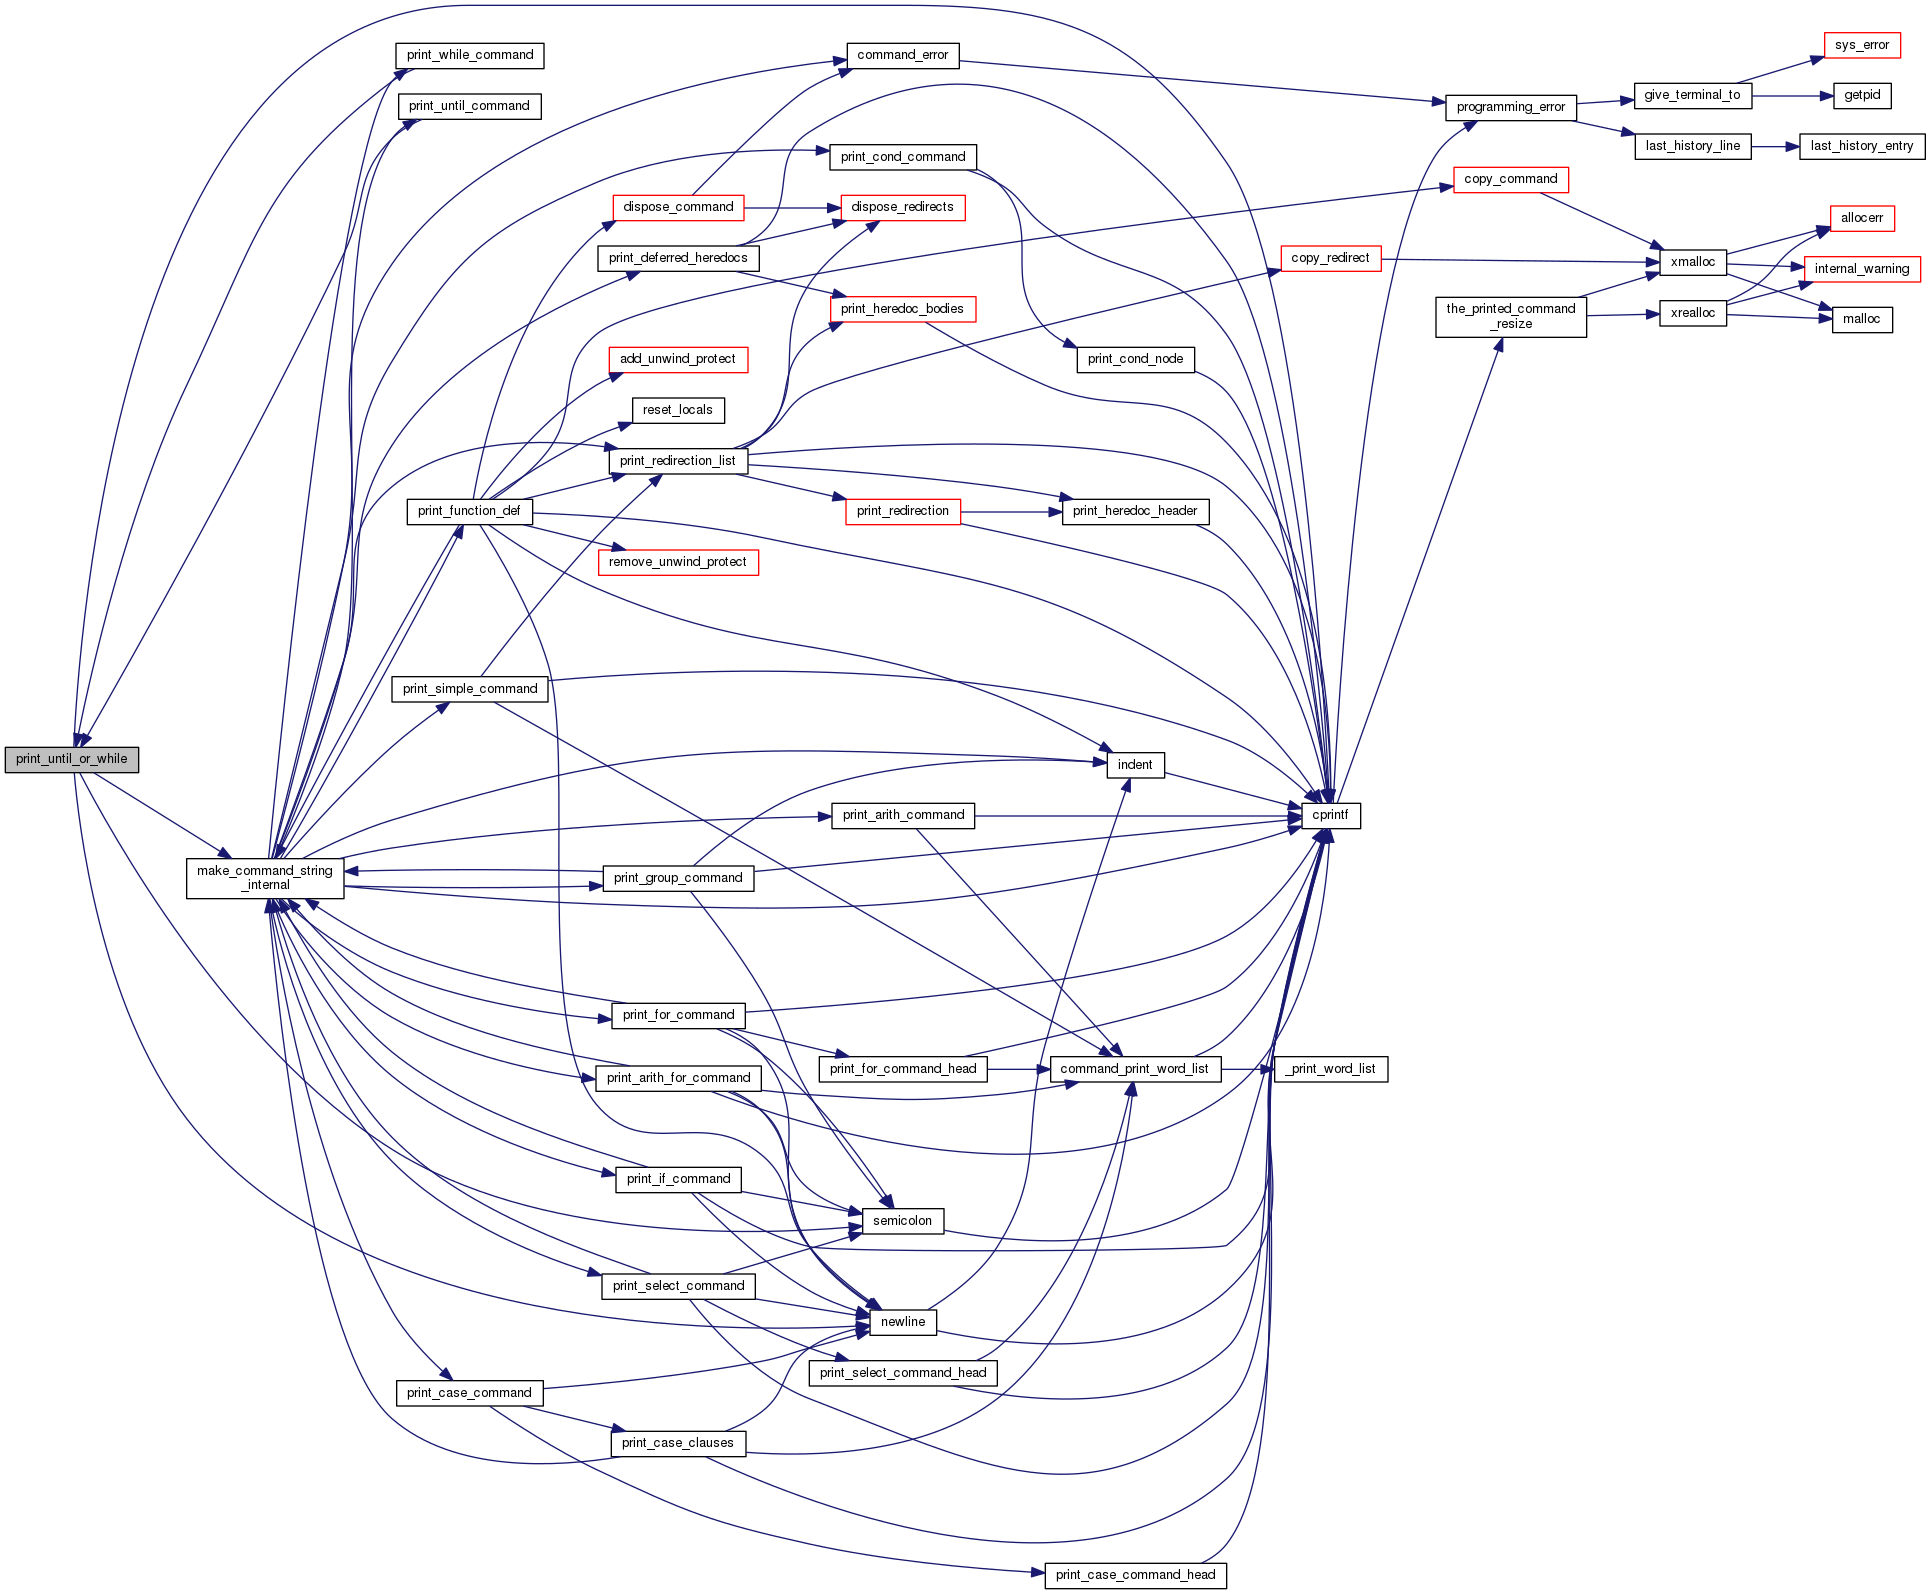 print_while_command
command_error
sys_error
print_until_command
programming_error
give_terminal_to
getpid
print_cond_command
last_history_line
last_history_entry
copy_command
dispose_command
dispose_redirects
allocerr
print_deferred_heredocs
copy_redirect
xmalloc
internal_warning
print_heredoc_bodies
the_printed_command
_resize
xrealloc
malloc
add_unwind_protect
print_cond_node
reset_locals
print_redirection_list
print_function_def
print_redirection
print_heredoc_header
remove_unwind_protect
print_simple_command
print_until_or_while
indent
print_arith_command
cprintf
make_command_string
_internal
print_group_command
print_for_command
print_for_command_head
command_print_word_list
_print_word_list
print_arith_for_command
print_if_command
semicolon
print_select_command
newline
print_select_command_head
print_case_command
print_case_clauses
print_case_command_head